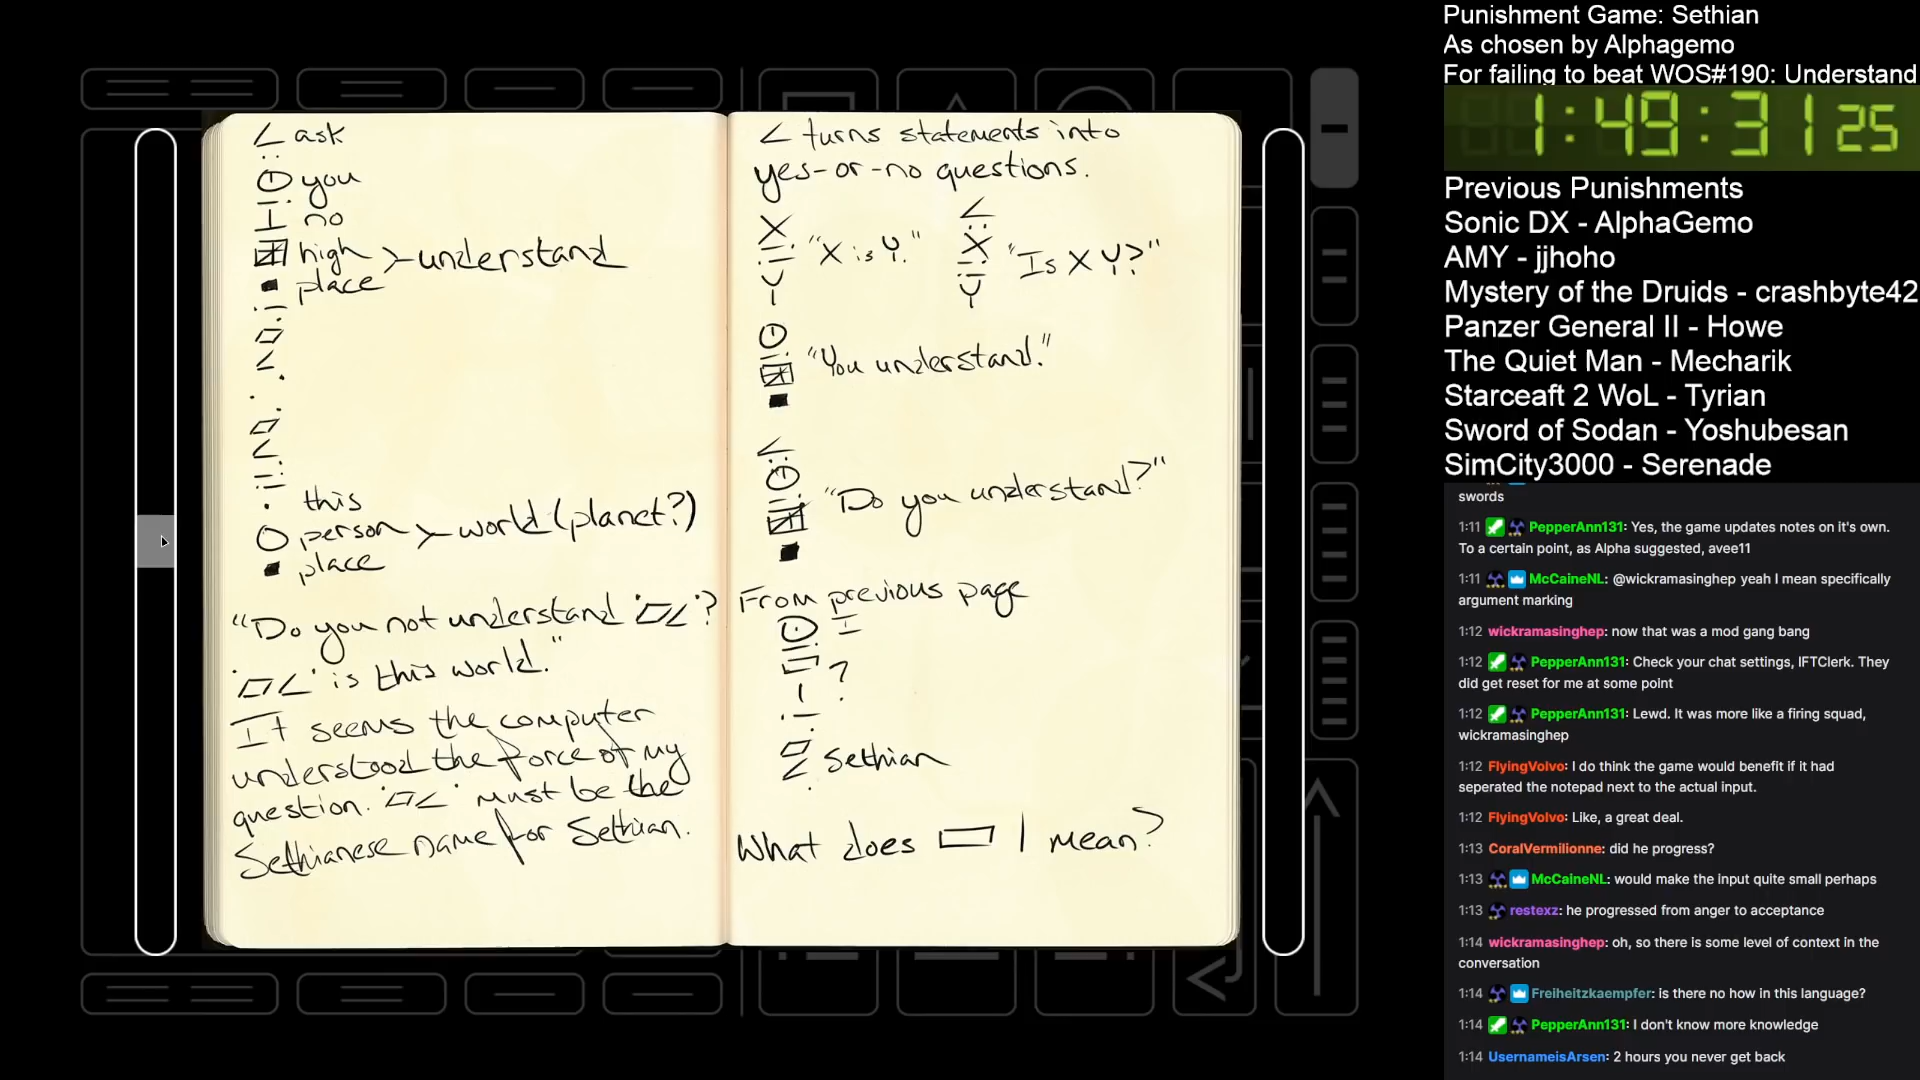 ∠ ask
you
no
high >-understand
place
this
person >-world (planet?)
place
"Do you not understand '▱∠'?
'▱∠' is this world."
It seems the computer
understood the force of my
question. '▱∠' must be the
Sethianese name for Sethian.
∠ turns statements into
yes-or-no questions.
X
"X is Y."
Y
∠
X
"Is X Y?"
Y
"You understand."
∠
"Do you understand?"
From previous page
I
?
Sethian
What does ▭ | mean?
Punishment Game: Sethian
As chosen by Alphagemo
For failing to beat WOS#190: Understand
1:49:31 25
Previous Punishments
Sonic DX - AlphaGemo
AMY - jjhoho
Mystery of the Druids - crashbyte42
Panzer General II - Howe
The Quiet Man - Mecharik
Starceaft 2 WoL - Tyrian
Sword of Sodan - Yoshubesan
SimCity3000 - Serenade
swords
1:11 PepperAnn131: Yes, the game updates notes on it's own.
To a certain point, as Alpha suggested, avee11
1:11 McCaineNL: @wickramasinghep yeah I mean specifically
argument marking
1:12 wickramasinghep: now that was a mod gang bang
1:12 PepperAnn131: Check your chat settings, IFTClerk. They
did get reset for me at some point
1:12 PepperAnn131: Lewd. It was more like a firing squad,
wickramasinghep
1:12 FlyingVolvo: I do think the game would benefit if it had
seperated the notepad next to the actual input.
1:12 FlyingVolvo: Like, a great deal.
1:13 CoralVermilionne: did he progress?
1:13 McCaineNL: would make the input quite small perhaps
1:13 restexz: he progressed from anger to acceptance
1:14 wickramasinghep: oh, so there is some level of context in the
conversation
1:14 Freiheitzkaempfer: is there no how in this language?
1:14 PepperAnn131: I don't know more knowledge
1:14 UsernameisArsen: 2 hours you never get back